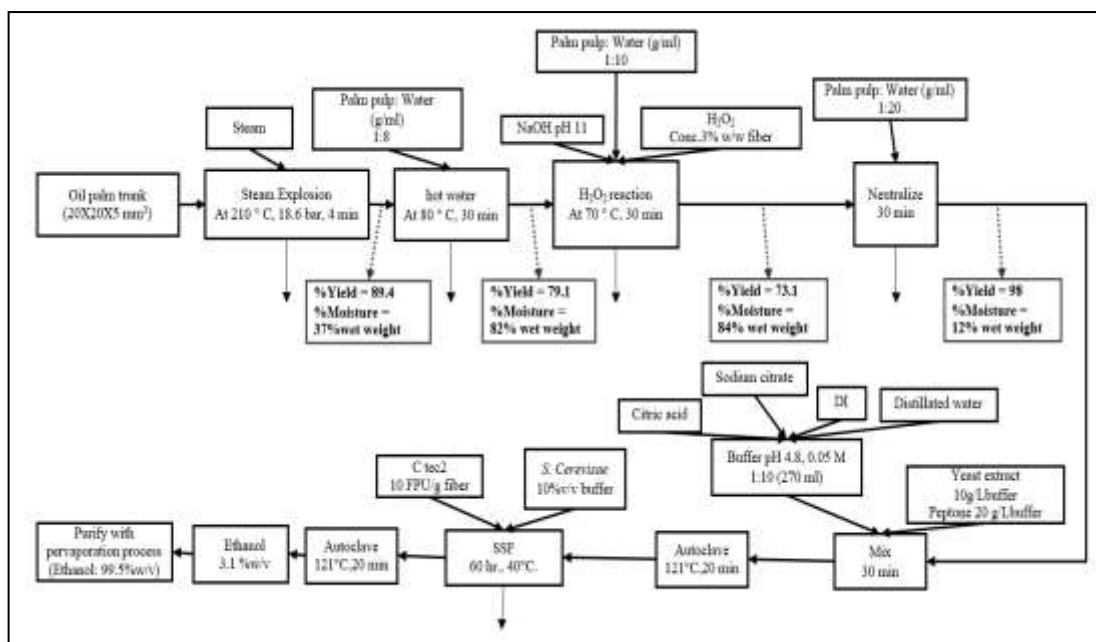 Palm pulp: Water (g/ml)
1:10
Palm pulp: Water
(g/ml)
1:8
Palm pulp: Water (g/ml)
1:20
Steam
NaOH pH 11
H₂O₂
Conc.3% w/w fiber
Oil palm trunk
(20X20X5 mm³)
Steam Explosion
At 210 ° C, 18.6 bar, 4 min
hot water
At 80 ° C, 30 min
H₂O₂ reaction
At 70 ° C, 30 min
Neutralize
30 min
%Yield = 89.4
%Moisture =
37%wet weight
%Yield = 79.1
%Moisture =
82% wet weight
%Yield = 73.1
%Moisture =
84% wet weight
%Yield = 98
%Moisture =
12% wet weight
Sodium citrate
Citric acid
DI
Distillated water
Buffer pH 4.8, 0.05 M
1:10 (270 ml)
C tec2
10 FPU/g fiber
S. Cerevisae
10%v/v buffer
Yeast extract
10g/Lbuffer
Peptone 20 g/Lbuffer
Purify with
pervaporation process
(Ethanol: 99.5%w/v)
Ethanol
3.1 %w/v
Autoclave
121°C,20 min
SSF
60 hr., 40°C.
Autoclave
121°C,20 min
Mix
30 min